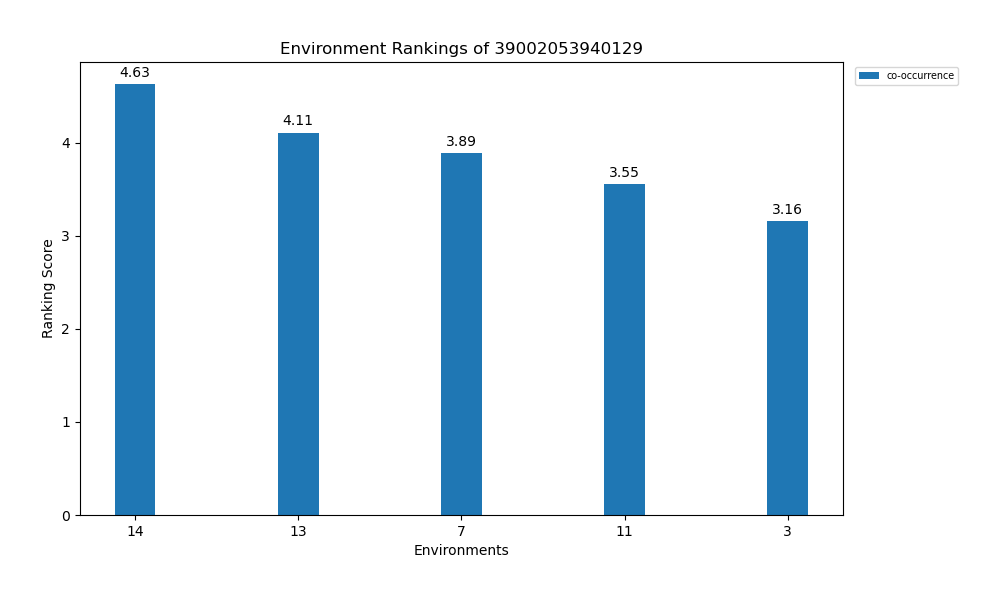 Environment Rankings of 39002053940129
co-occurrence
4.63
4.11
3.89
3.55
3.16
4
3
2
1
0
Ranking Score
14 13 7 11 3
Environments